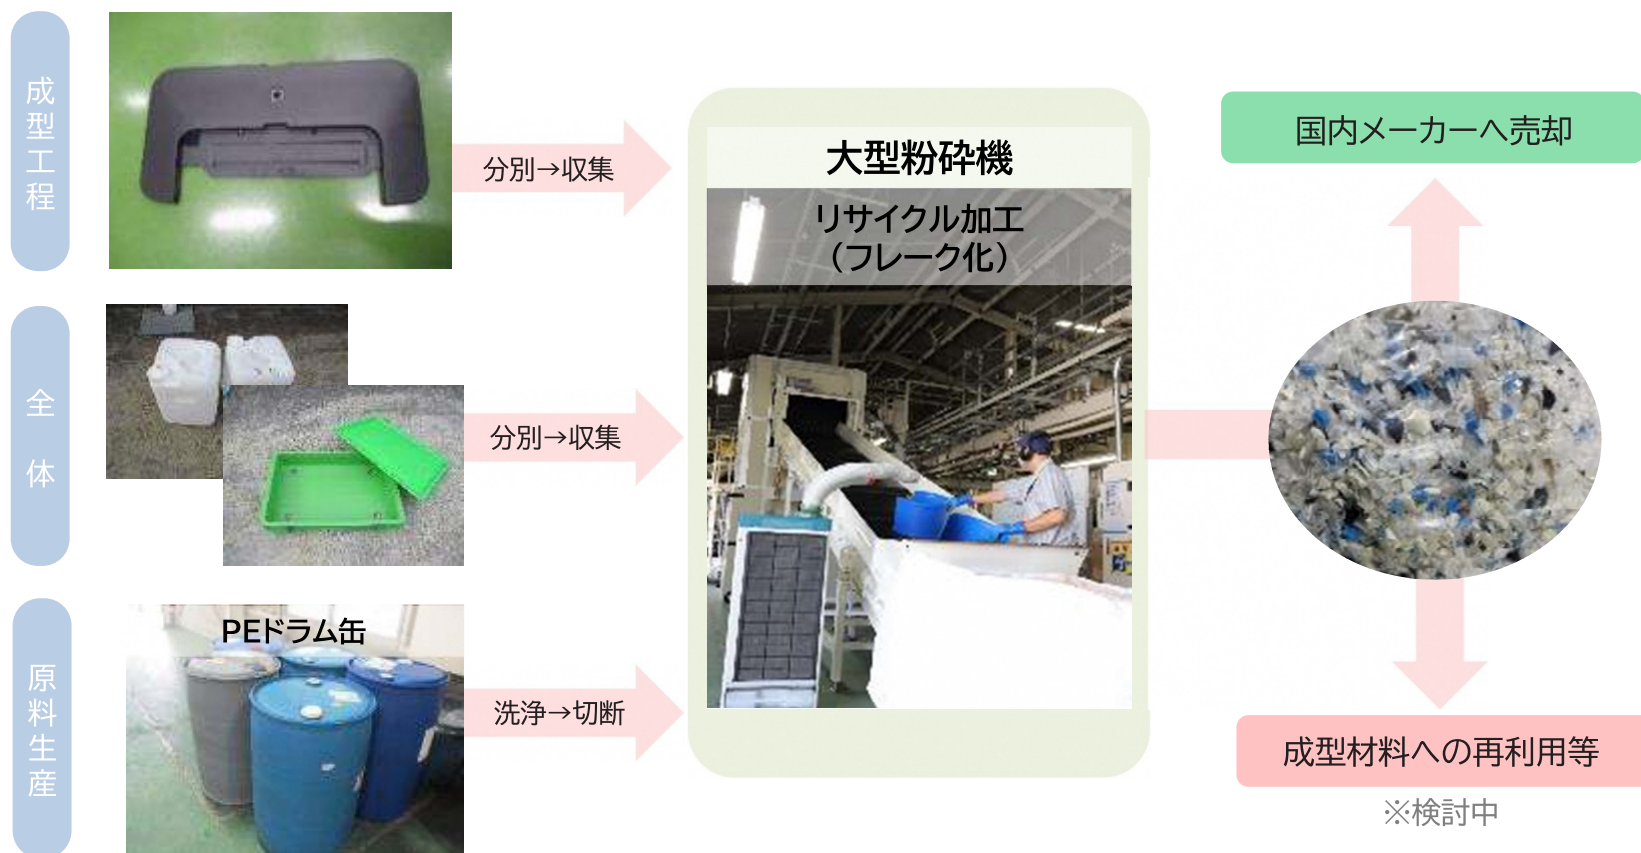 成型工程
分別→収集
全体
分別→収集
原料生産
PEドラム缶
洗浄→切断
大型粉砕機
リサイクル加工
（フレーク化）
国内メーカーへ売却
成型材料への再利用等
※検討中